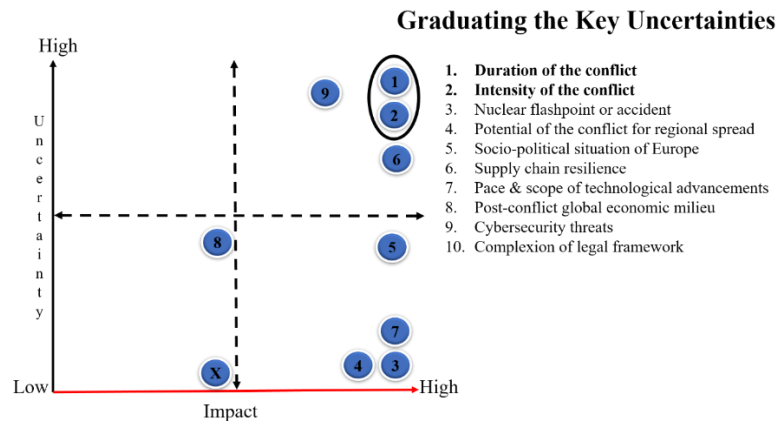 Graduating the Key Uncertainties
High
Uncertainty
1
9
2
6
8
5
7
X
4
3
Low
High
Impact
1. Duration of the conflict
2. Intensity of the conflict
3. Nuclear flashpoint or accident
4. Potential of the conflict for regional spread
5. Socio-political situation of Europe
6. Supply chain resilience
7. Pace & scope of technological advancements
8. Post-conflict global economic milieu
9. Cybersecurity threats
10. Complexion of legal framework